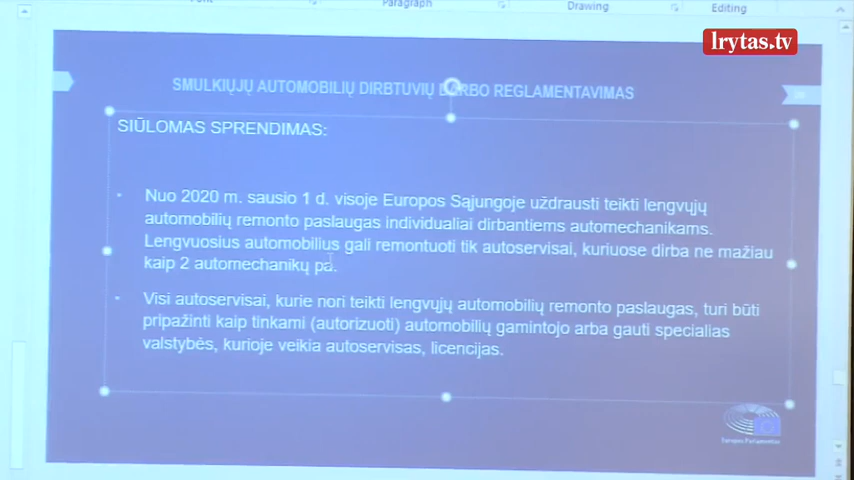 Paragraph
Drawing
Editing
lrytas.tv
SMULKIŲJŲ AUTOMOBILIŲ DIRBTUVIŲ DARBO REGLAMENTAVIMAS
SIŪLOMAS SPRENDIMAS:
• Nuo 2020 m. sausio 1 d. visoje Europos Sąjungoje uždrausti teikti lengvųjų
automobilių remonto paslaugas individualiai dirbantiems automechanikams.
Lengvuosius automobilius gali remontuoti tik autoservisai, kuriuose dirba ne mažiau
kaip 2 automechanikų pa.
• Visi autoservisai, kurie nori teikti lengvųjų automobilių remonto paslaugas, turi būti
pripažinti kaip tinkami (autorizuoti) automobilių gamintojo arba gauti specialias
valstybės, kurioje veikia autoservisas, licencijas.
Europos Parlamentas